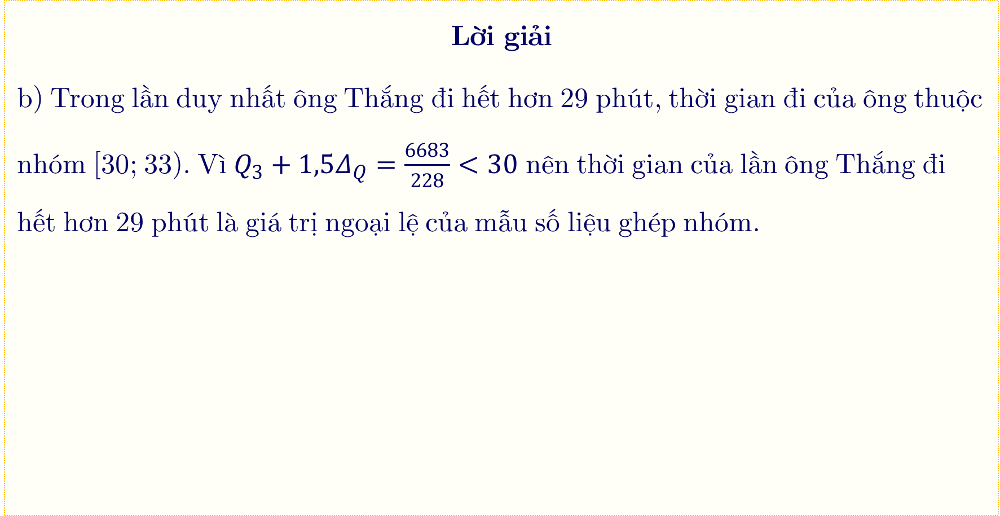 Lời giải
b) Trong lần duy nhất ông Thắng đi hết hơn 29 phút, thời gian đi của ông thuộc
nhóm [30; 33). Vì $Q_3 + 1,5\Delta_Q = \frac{6683}{228} < 30$ nên thời gian của lần ông Thắng đi
hết hơn 29 phút là giá trị ngoại lệ của mẫu số liệu ghép nhóm.